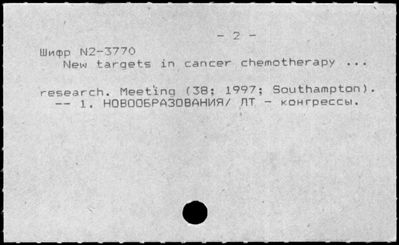 - 2 -
Шифр N2-3770
New targets in cancer chemotherapy ...
research. Meeting (38; 1997; Southampton).
-- 1. НОВООБРАЗОВАНИЯ/ ЛТ - конгрессы.